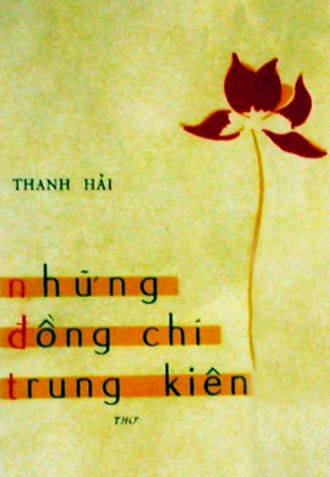 THANH HẢI
những
đồng chí
trung kiên
THƠ